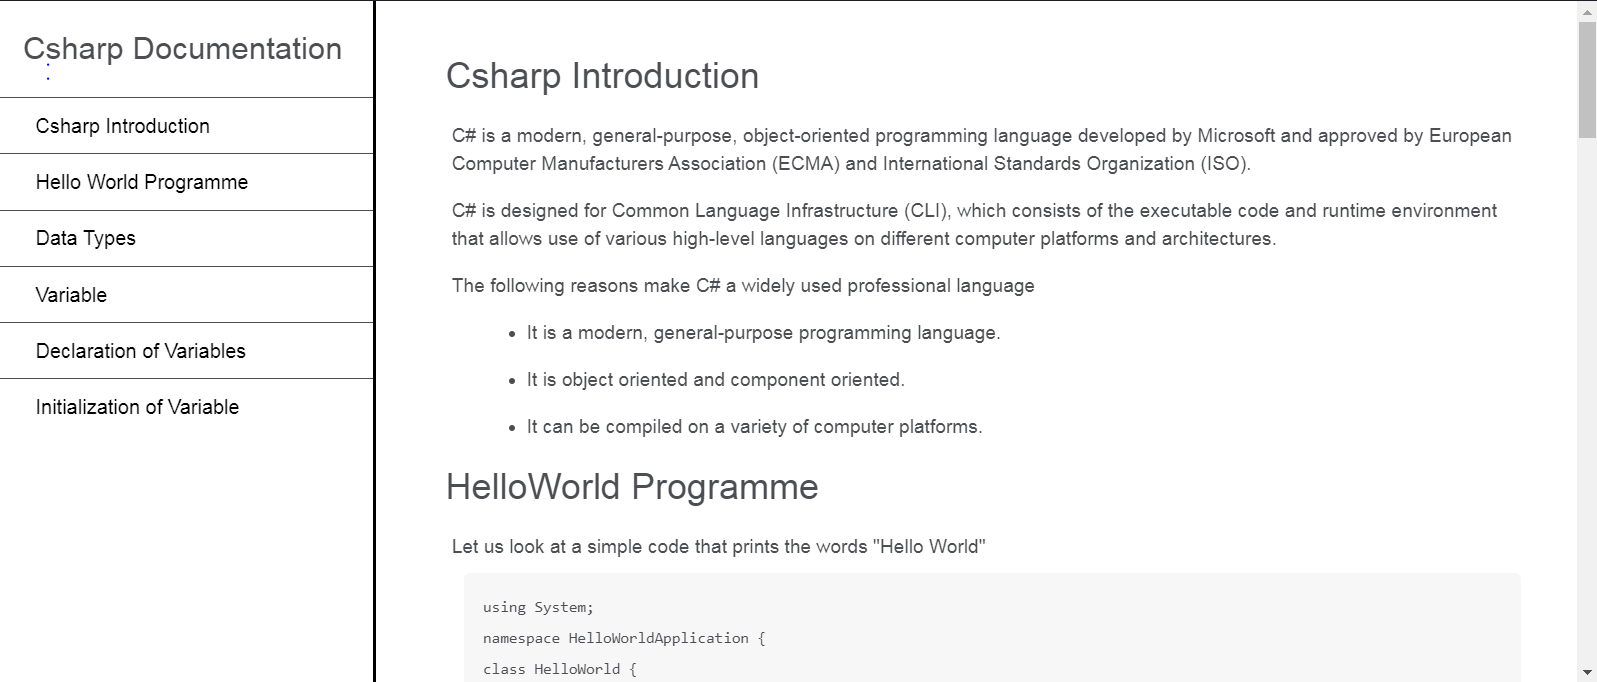 Csharp Documentation
Csharp Introduction
Hello World Programme
Data Types
Variable
Declaration of Variables
Initialization of Variable
Csharp Introduction
C# is a modern, general-purpose, object-oriented programming language developed by Microsoft and approved by European
Computer Manufacturers Association (ECMA) and International Standards Organization (ISO).
C# is designed for Common Language Infrastructure (CLI), which consists of the executable code and runtime environment
that allows use of various high-level languages on different computer platforms and architectures.
The following reasons make C# a widely used professional language
• It is a modern, general-purpose programming language.
• It is object oriented and component oriented.
• It can be compiled on a variety of computer platforms.
HelloWorld Programme
Let us look at a simple code that prints the words "Hello World"
using System;
namespace HelloWorldApplication {
class HelloWorld {